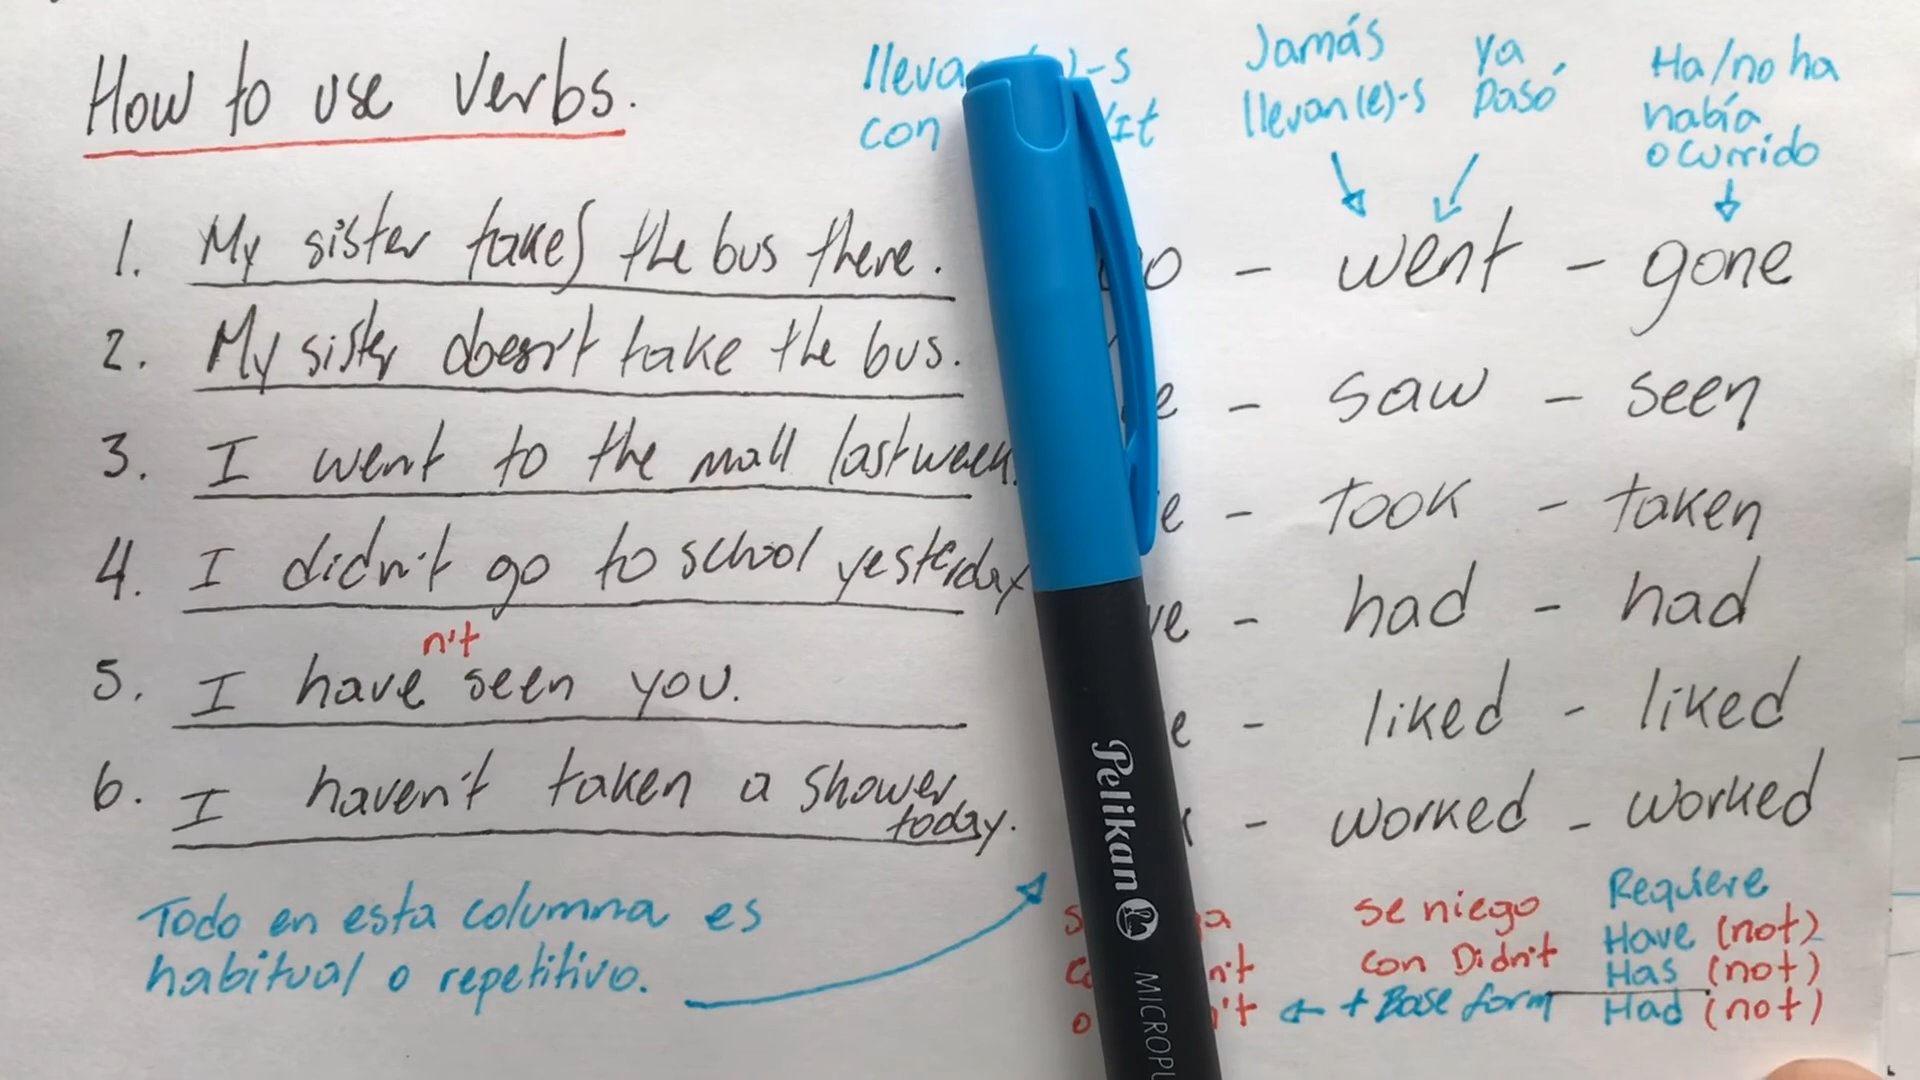 How to use verbs.
1. My sister takes the bus there.
2. My sister doesn't take the bus.
3. I went to the mall last week.
4. I didn't go to school yesterday
5. I haven't seen you.
6. I haven't taken a shower
today.
Todo en esta columna es
habitual o repetitivo.
)-s
con It
Jamás
llevan (e)-s
ya
pasó
Ha/no ha
había
ocurrido
- went - gone
- saw - seen
- took - taken
- had - had
- liked - liked
- worked - worked
se niego
con Didn't
+ Base form
Requiere
Have (not)
Has (not)
Had (not)
Pelikan